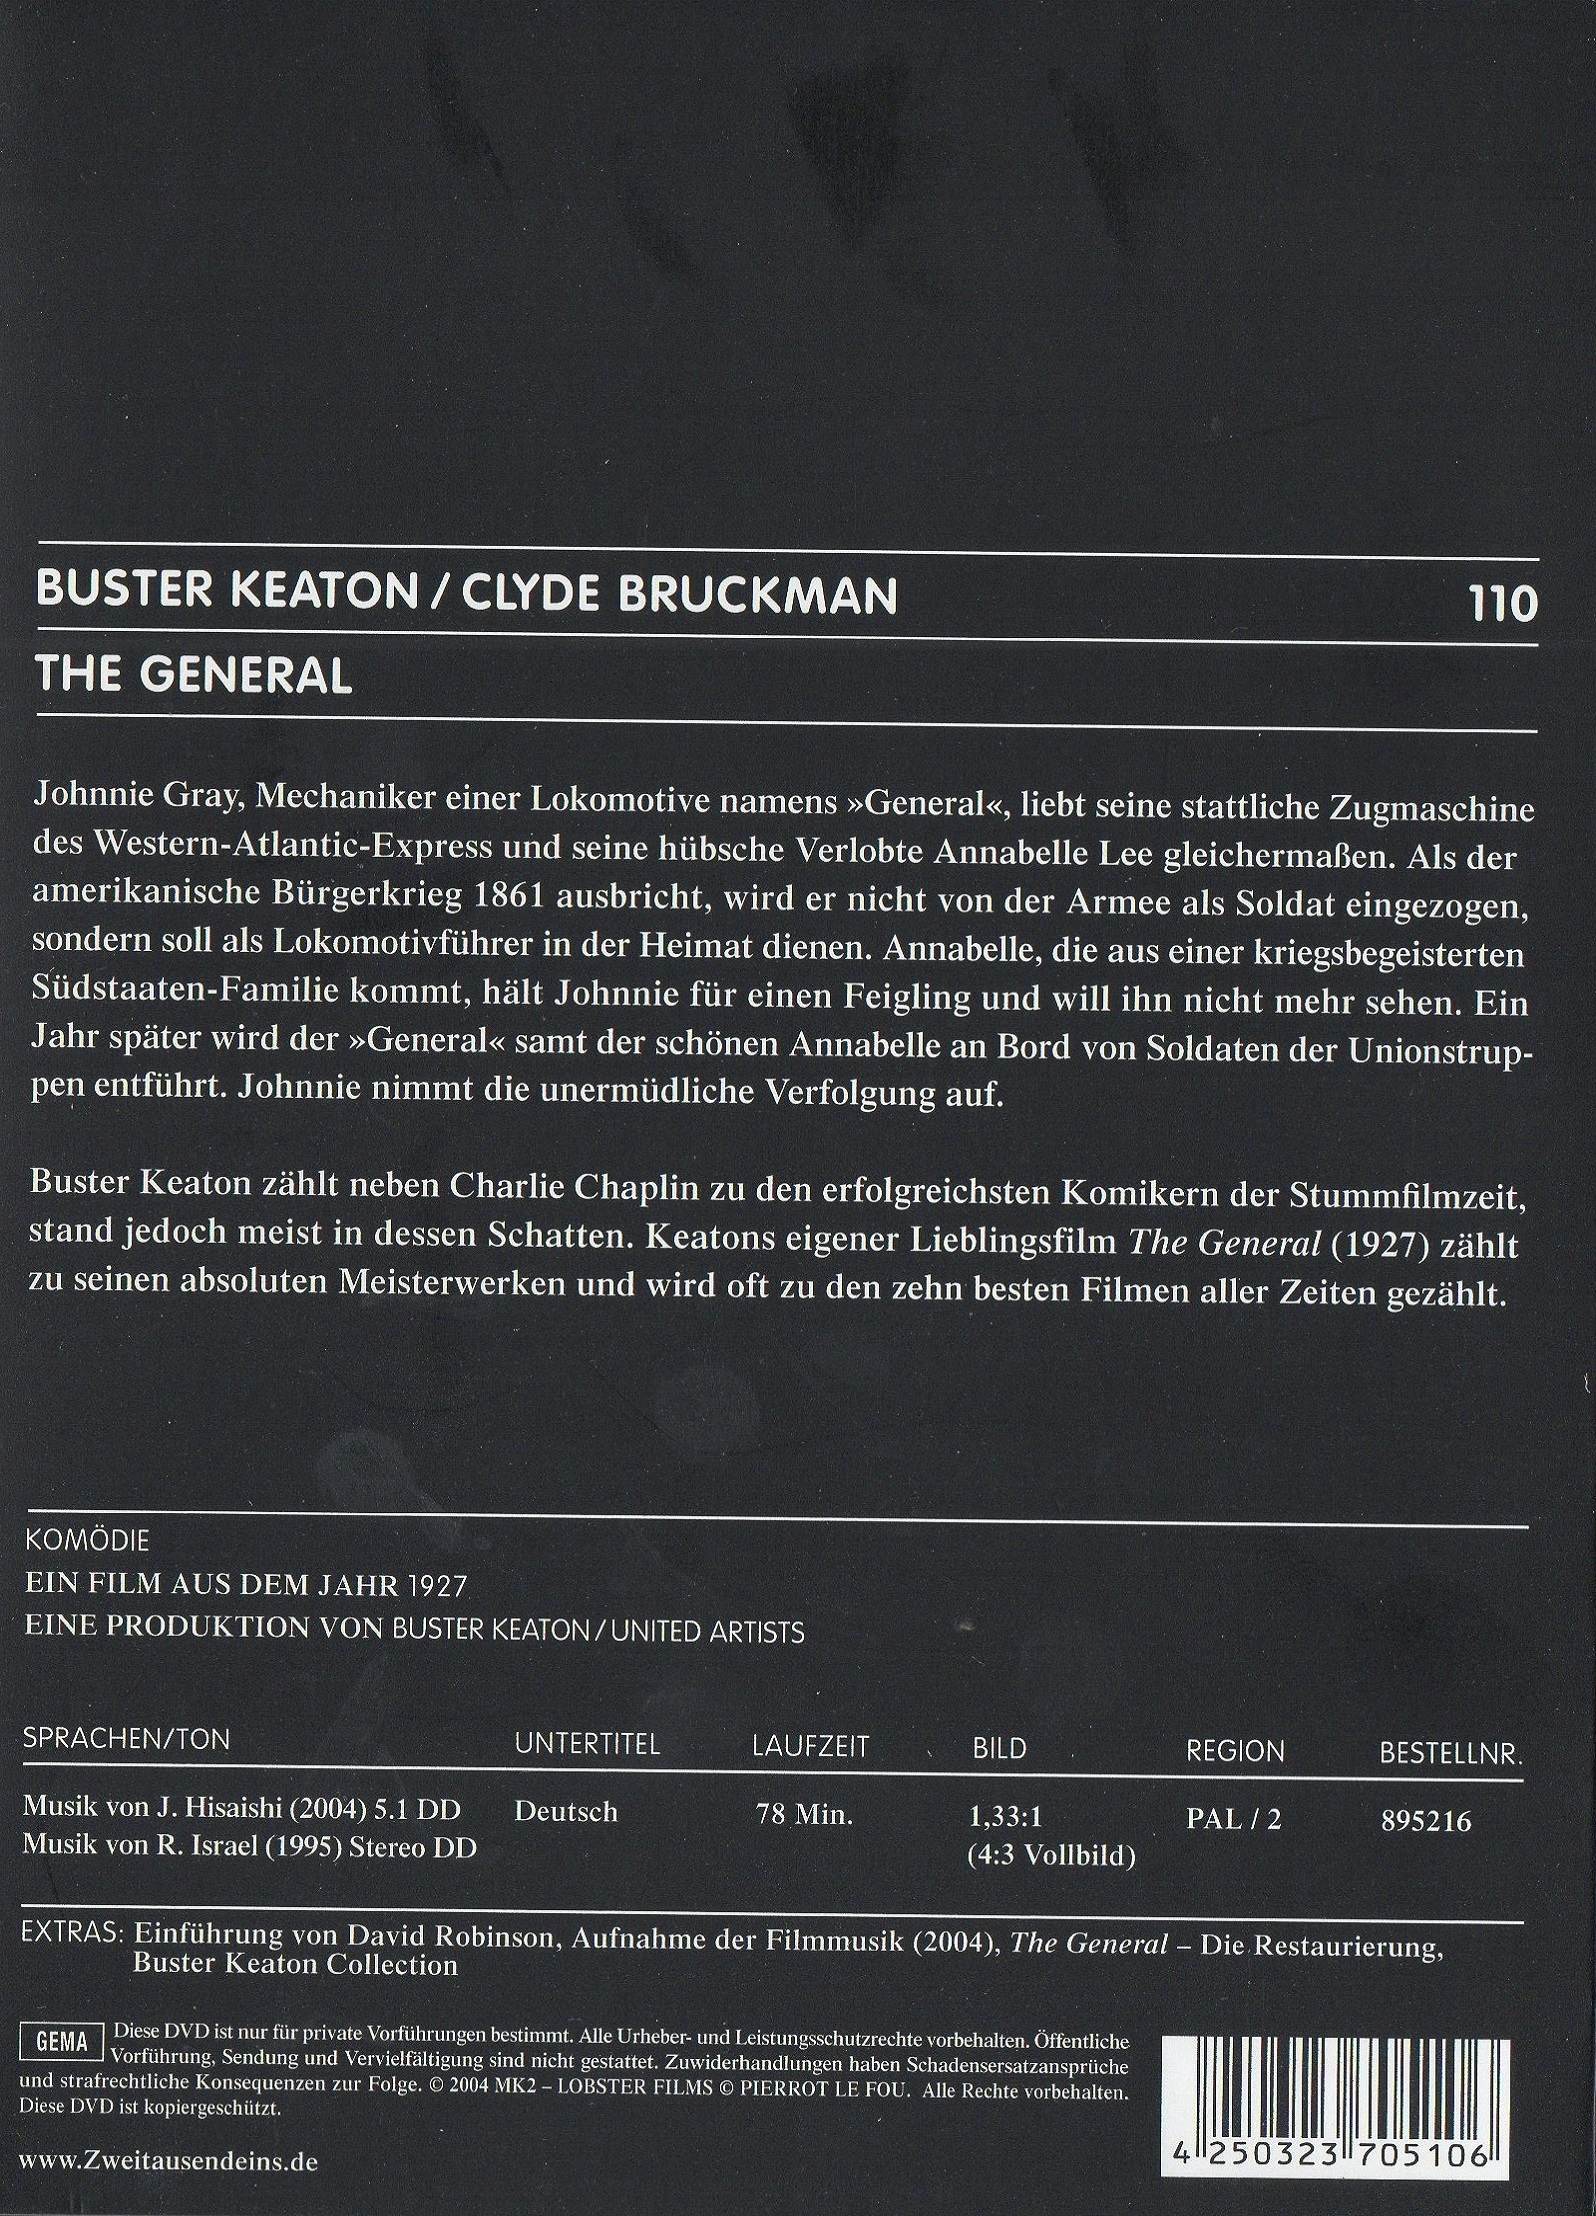 BUSTER KEATON / CLYDE BRUCKMAN 110
THE GENERAL
Johnnie Gray, Mechaniker einer Lokomotive namens »General«, liebt seine stattliche Zugmaschine
des Western-Atlantic-Express und seine hübsche Verlobte Annabelle Lee gleichermaßen. Als der
amerikanische Bürgerkrieg 1861 ausbricht, wird er nicht von der Armee als Soldat eingezogen,
sondern soll als Lokomotivführer in der Heimat dienen. Annabelle, die aus einer kriegsbegeisterten
Südstaaten-Familie kommt, hält Johnnie für einen Feigling und will ihn nicht mehr sehen. Ein
Jahr später wird der »General« samt der schönen Annabelle an Bord von Soldaten der Unionstrup-
pen entführt. Johnnie nimmt die unermüdliche Verfolgung auf.
Buster Keaton zählt neben Charlie Chaplin zu den erfolgreichsten Komikern der Stummfilmzeit,
stand jedoch meist in dessen Schatten. Keatons eigener Lieblingsfilm The General (1927) zählt
zu seinen absoluten Meisterwerken und wird oft zu den zehn besten Filmen aller Zeiten gezählt.
KOMÖDIE
EIN FILM AUS DEM JAHR 1927
EINE PRODUKTION VON BUSTER KEATON / UNITED ARTISTS
SPRACHEN/TON UNTERTITEL LAUFZEIT BILD REGION BESTELLNR.
Musik von J. Hisaishi (2004) 5.1 DD Deutsch 78 Min. 1,33:1 PAL / 2 895216
Musik von R. Israel (1995) Stereo DD (4:3 Vollbild)
EXTRAS: Einführung von David Robinson, Aufnahme der Filmmusik (2004), The General – Die Restaurierung,
Buster Keaton Collection
GEMA Diese DVD ist nur für private Vorführungen bestimmt. Alle Urheber- und Leistungsschutzrechte vorbehalten. Öffentliche
Vorführung, Sendung und Vervielfältigung sind nicht gestattet. Zuwiderhandlungen haben Schadensersatzansprüche
und strafrechtliche Konsequenzen zur Folge. © 2004 MK2 – LOBSTER FILMS © PIERROT LE FOU. Alle Rechte vorbehalten.
Diese DVD ist kopiergeschützt.
www.Zweitausendeins.de
4 250323 705106